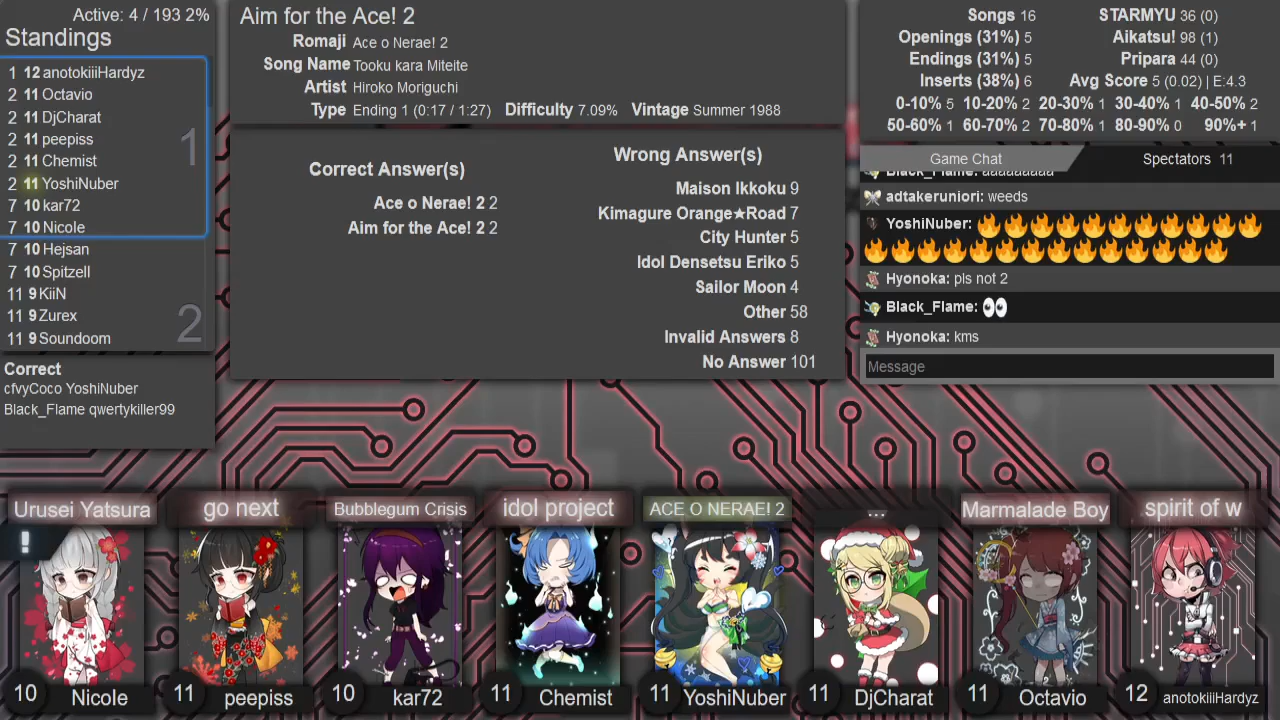 Active: 4 / 193 2%
Standings
1 12 anotokiiiHardyz
2 11 Octavio
2 11 DjCharat
2 11 peepiss
2 11 Chemist
2 11 YoshiNuber
7 10 kar72
7 10 Nicole
1
7 10 Hejsan
7 10 Spitzell
11 9 KiiN
11 9 Zurex
11 9 Soundoom
2
Correct
cfvyCoco YoshiNuber
Black_Flame qwertykiller99
Aim for the Ace! 2
Romaji Ace o Nerae! 2
Song Name Tooku kara Miteite
Artist Hiroko Moriguchi
Type Ending 1 (0:17 / 1:27) Difficulty 7.09% Vintage Summer 1988
Correct Answer(s)
Ace o Nerae! 2 2
Aim for the Ace! 2 2
Wrong Answer(s)
Maison Ikkoku 9
Kimagure Orange★Road 7
City Hunter 5
Idol Densetsu Eriko 5
Sailor Moon 4
Other 58
Invalid Answers 8
No Answer 101
Songs 16 STARMYU 36 (0)
Openings (31%) 5 Aikatsu! 98 (1)
Endings (31%) 5 Pripara 44 (0)
Inserts (38%) 6 Avg Score 5 (0.02) | E:4.3
0-10% 5 10-20% 2 20-30% 1 30-40% 1 40-50% 2
50-60% 1 60-70% 2 70-80% 1 80-90% 0 90%+ 1
Game Chat Spectators 11
Black_Flame: aaaaaaaaa
adtakeruniori: weeds
YoshiNuber: 🔥🔥🔥🔥🔥🔥🔥🔥🔥🔥🔥
🔥🔥🔥🔥🔥🔥🔥🔥🔥🔥🔥🔥🔥🔥
Hyonoka: pls not 2
Black_Flame: 👀
Hyonoka: kms
Message
Urusei Yatsura
go next
Bubblegum Crisis
idol project
ACE O NERAE! 2
...
Marmalade Boy
spirit of w
!
10 Nicole
11 peepiss
10 kar72
11 Chemist
11 YoshiNuber
11 DjCharat
11 Octavio
12 anotokiiiHardyz